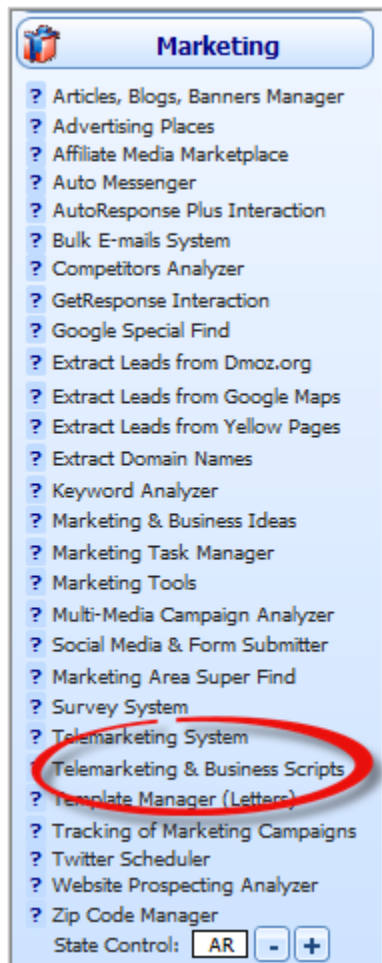 Marketing
? Articles, Blogs, Banners Manager
? Advertising Places
? Affiliate Media Marketplace
? Auto Messenger
? AutoResponse Plus Interaction
? Bulk E-mails System
? Competitors Analyzer
? GetResponse Interaction
? Google Special Find
? Extract Leads from Dmoz.org
? Extract Leads from Google Maps
? Extract Leads from Yellow Pages
? Extract Domain Names
? Keyword Analyzer
? Marketing & Business Ideas
? Marketing Task Manager
? Marketing Tools
? Multi-Media Campaign Analyzer
? Social Media & Form Submitter
? Marketing Area Super Find
? Survey System
? Telemarketing System
? Telemarketing & Business Scripts
? Template Manager (Letters)
? Tracking of Marketing Campaigns
? Twitter Scheduler
? Website Prospecting Analyzer
? Zip Code Manager
State Control: AR - +